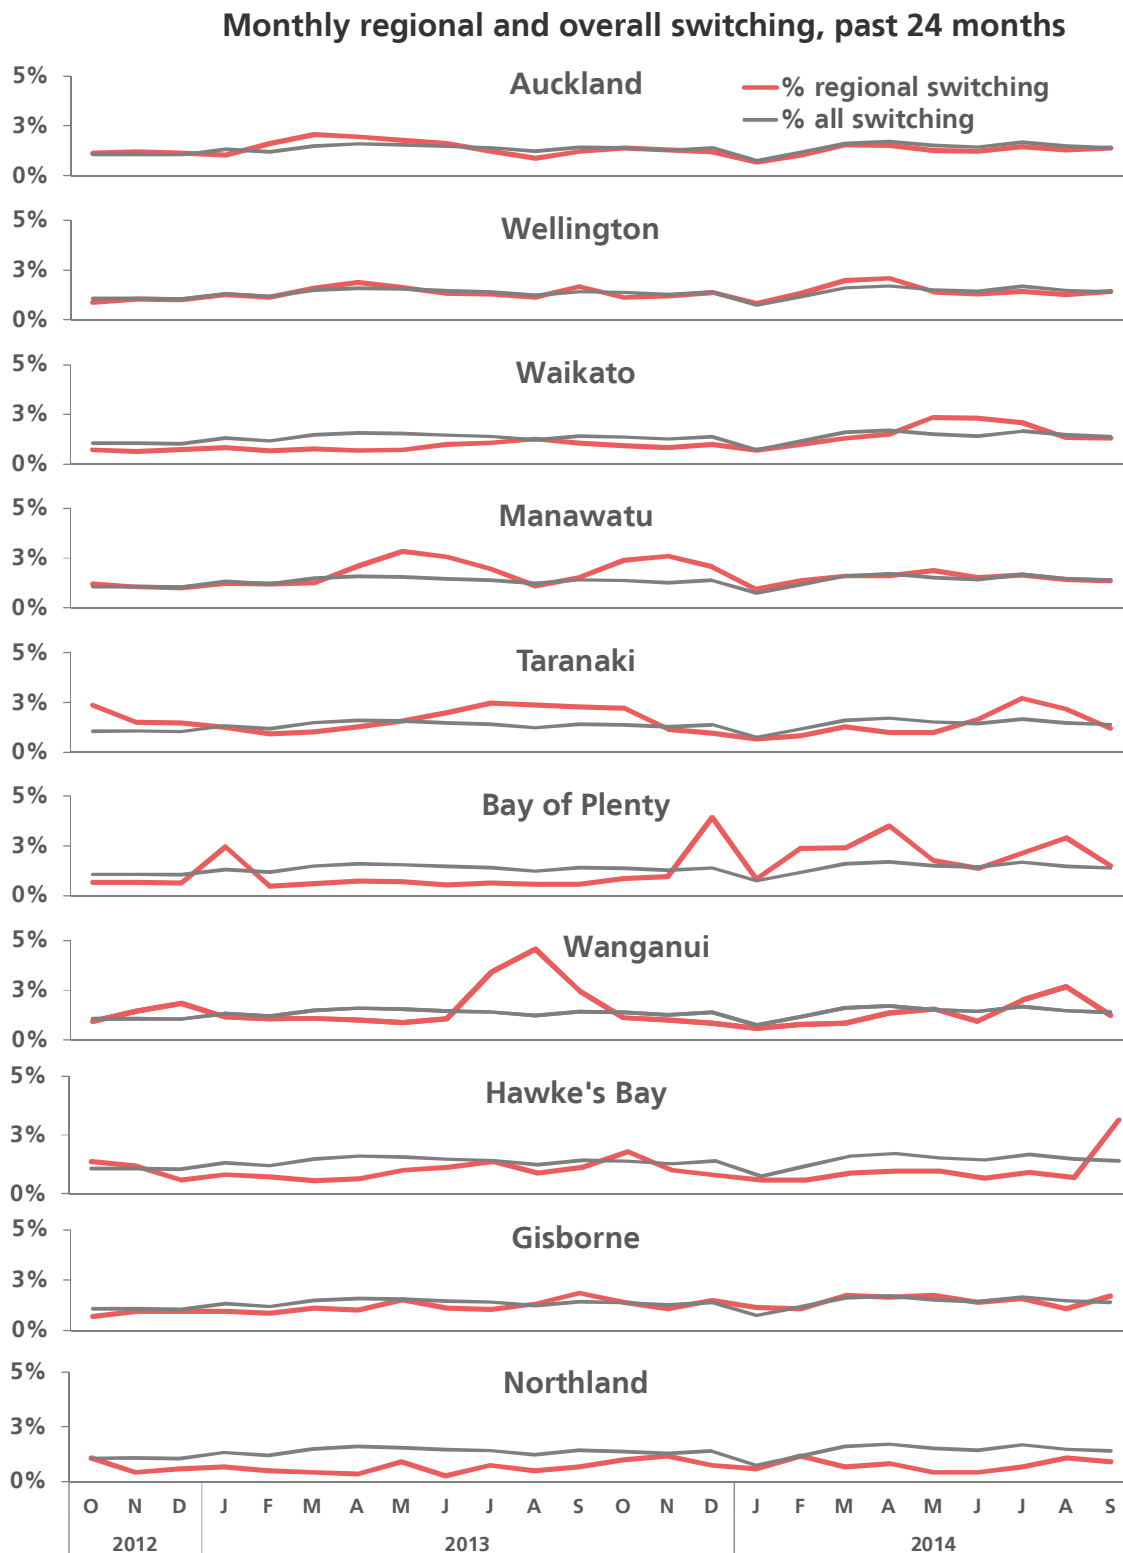 Monthly regional and overall switching, past 24 months
Auckland
% regional switching
% all switching
5%
3%
0%
Wellington
5%
3%
0%
Waikato
5%
3%
0%
Manawatu
5%
3%
0%
Taranaki
5%
3%
0%
Bay of Plenty
5%
3%
0%
Wanganui
5%
3%
0%
Hawke's Bay
5%
3%
0%
Gisborne
5%
3%
0%
Northland
5%
3%
0%
O N D J F M A M J J A S O N D J F M A M J J A S
2012 2013 2014